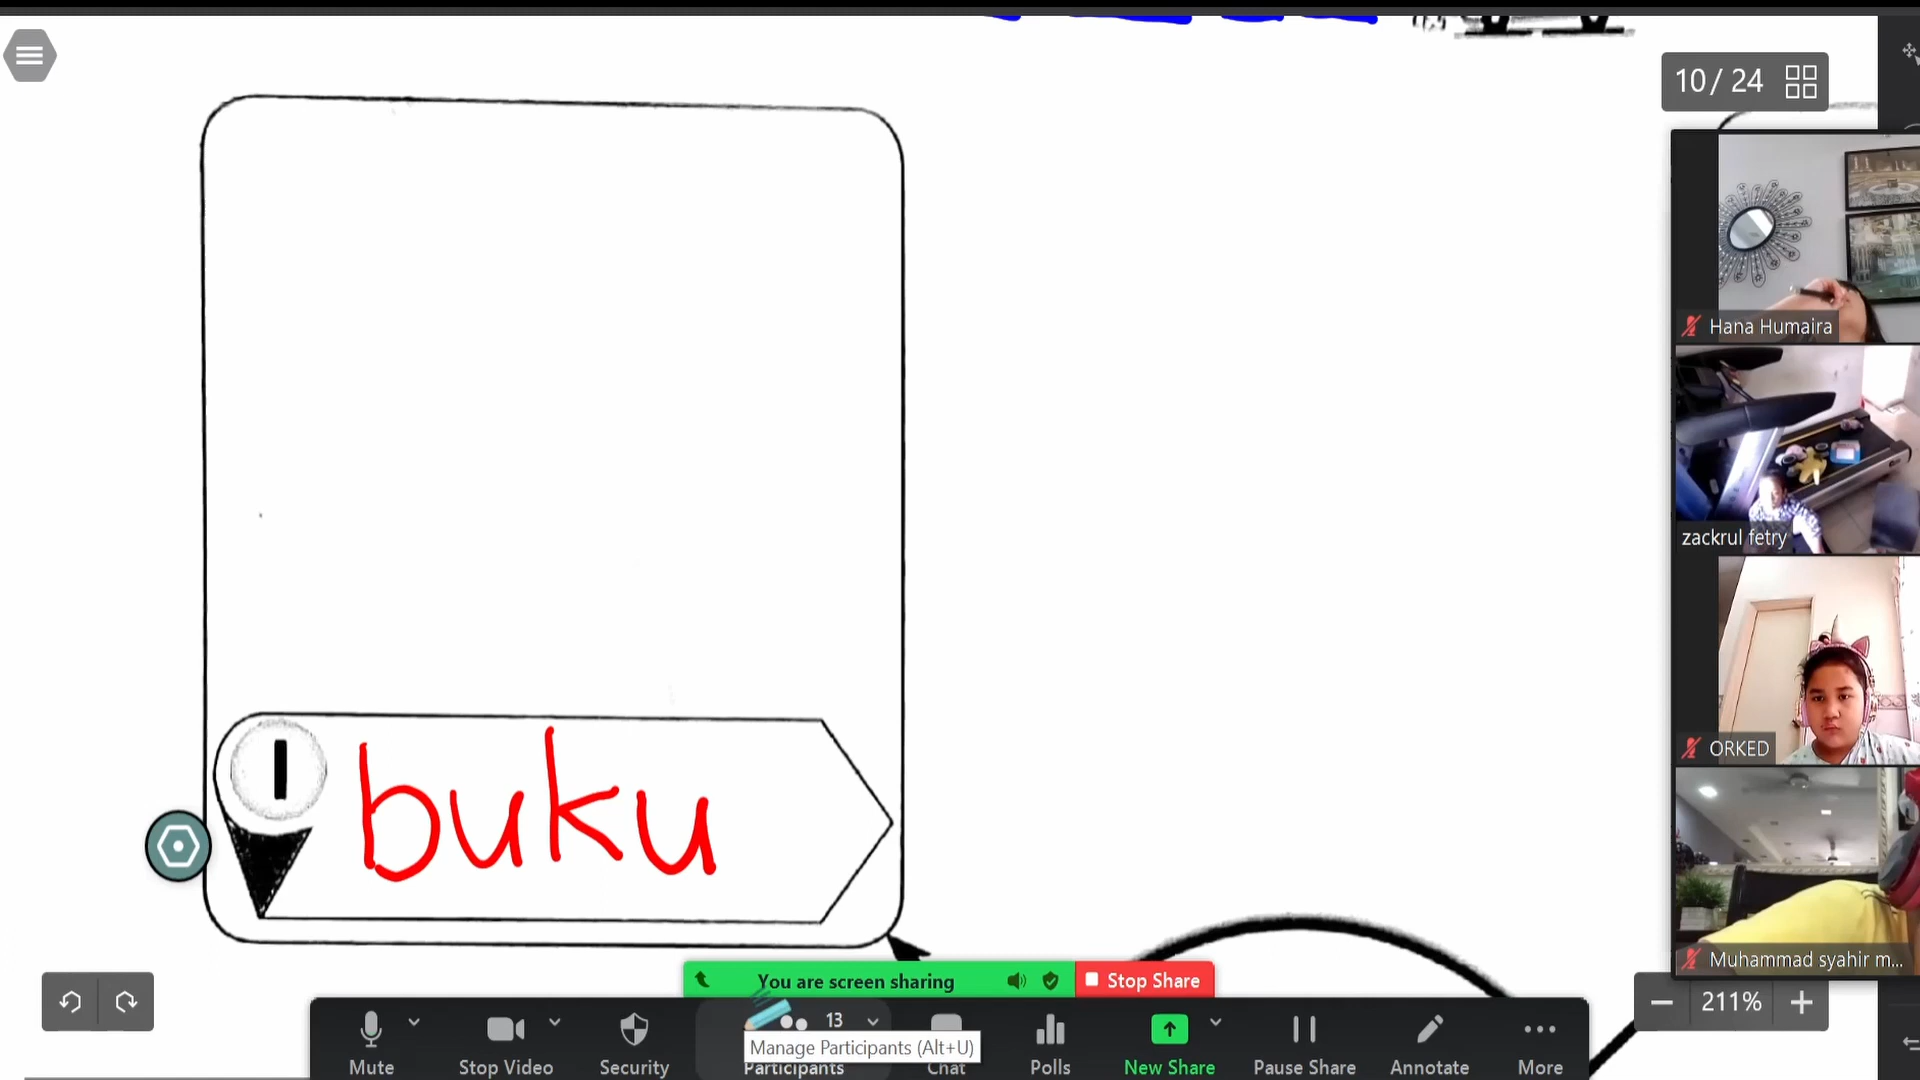 10 / 24
Hana Humaira
zackrul fetry
ORKED
1 buku
Muhammad syahir m...
You are screen sharing
Stop Share
211%
13
Manage Participants (Alt+U)
Mute
Stop Video
Security
Participants
Chat
Polls
New Share
Pause Share
Annotate
More